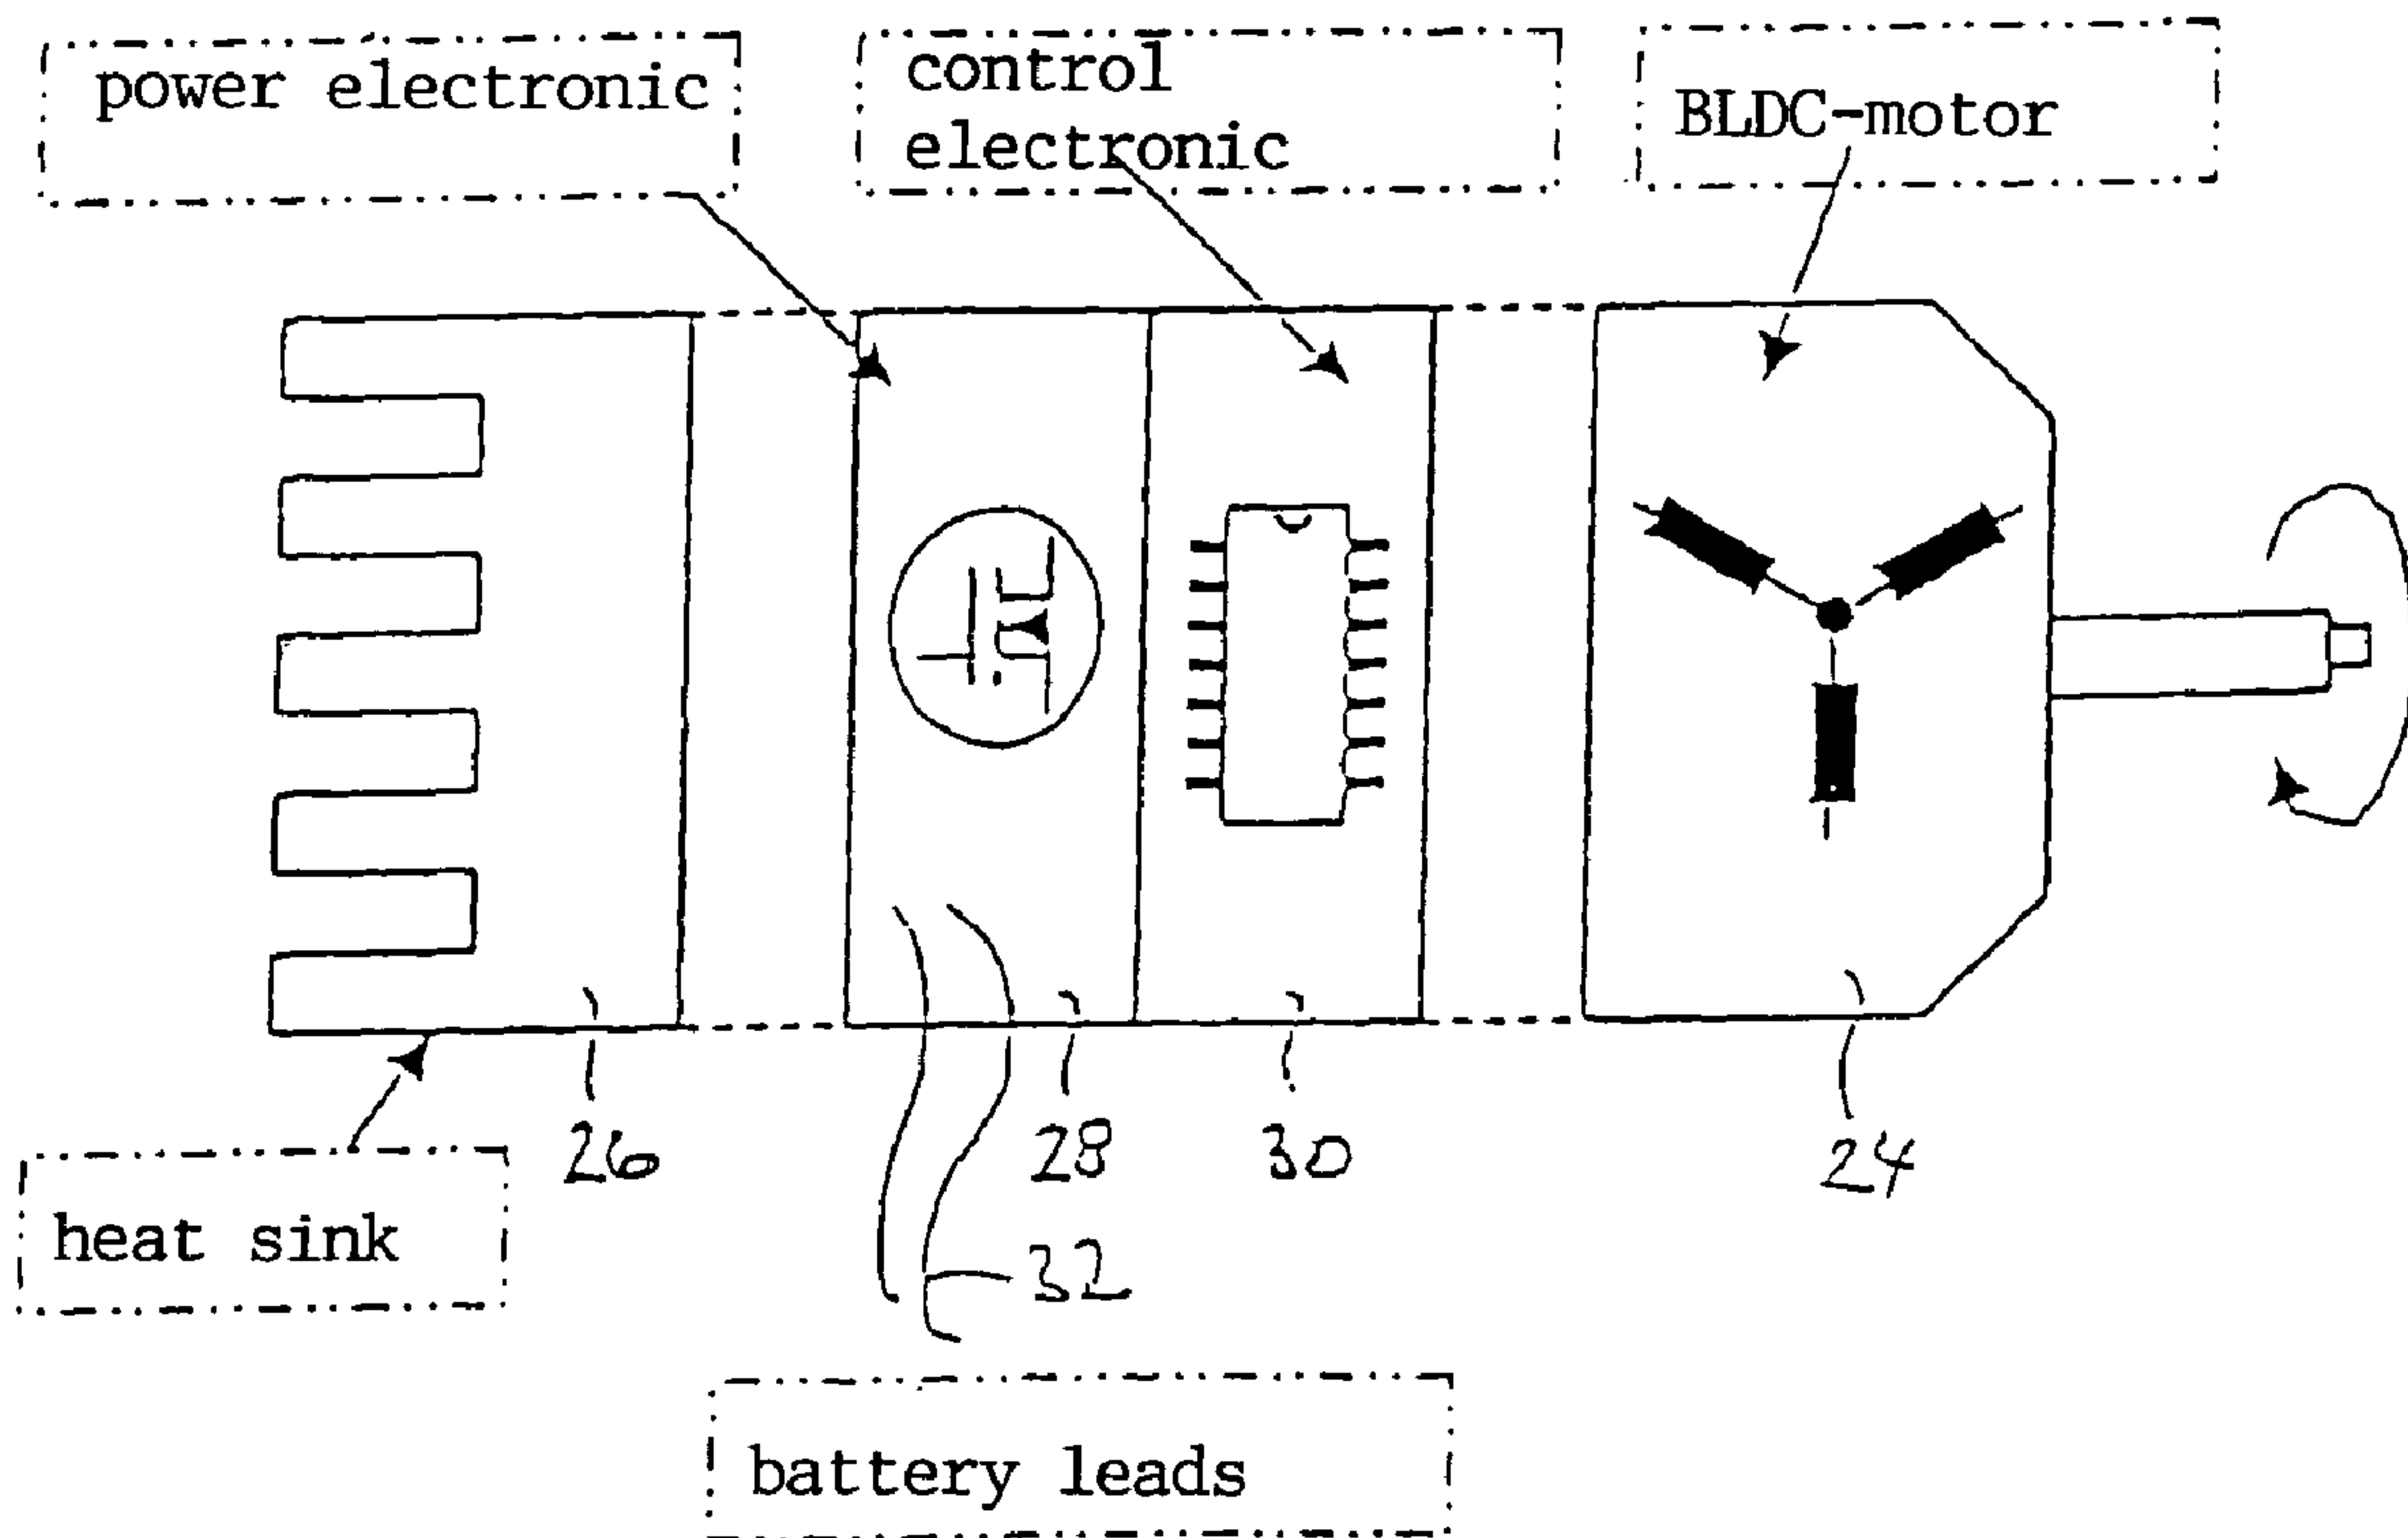 power electronic
control
electronic
BLDC-motor
26
28
30
24
heat sink
32
battery leads